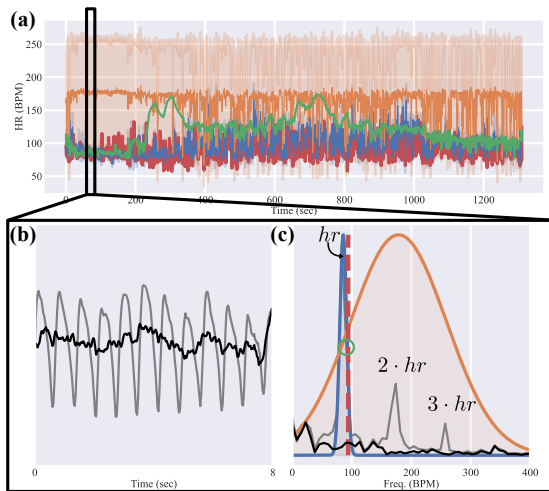 (a)
HR (BPM)
250
200
150
100
50
0 200 400 600 800 1000 1200
Time (sec)
(b)
0 8
Time (sec)
(c)
hr
2 · hr
3 · hr
0 100 200 300 400
Freq. (BPM)